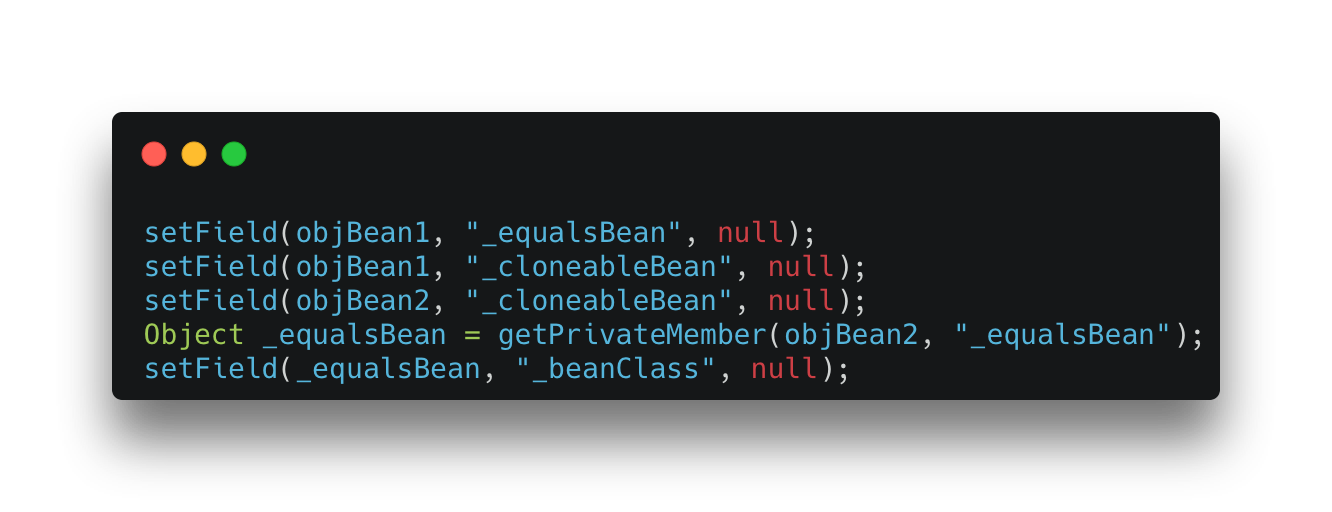 setField(objBean1, "_equalsBean", null);
setField(objBean1, "_cloneableBean", null);
setField(objBean2, "_cloneableBean", null);
Object _equalsBean = getPrivateMember(objBean2, "_equalsBean");
setField(_equalsBean, "_beanClass", null);